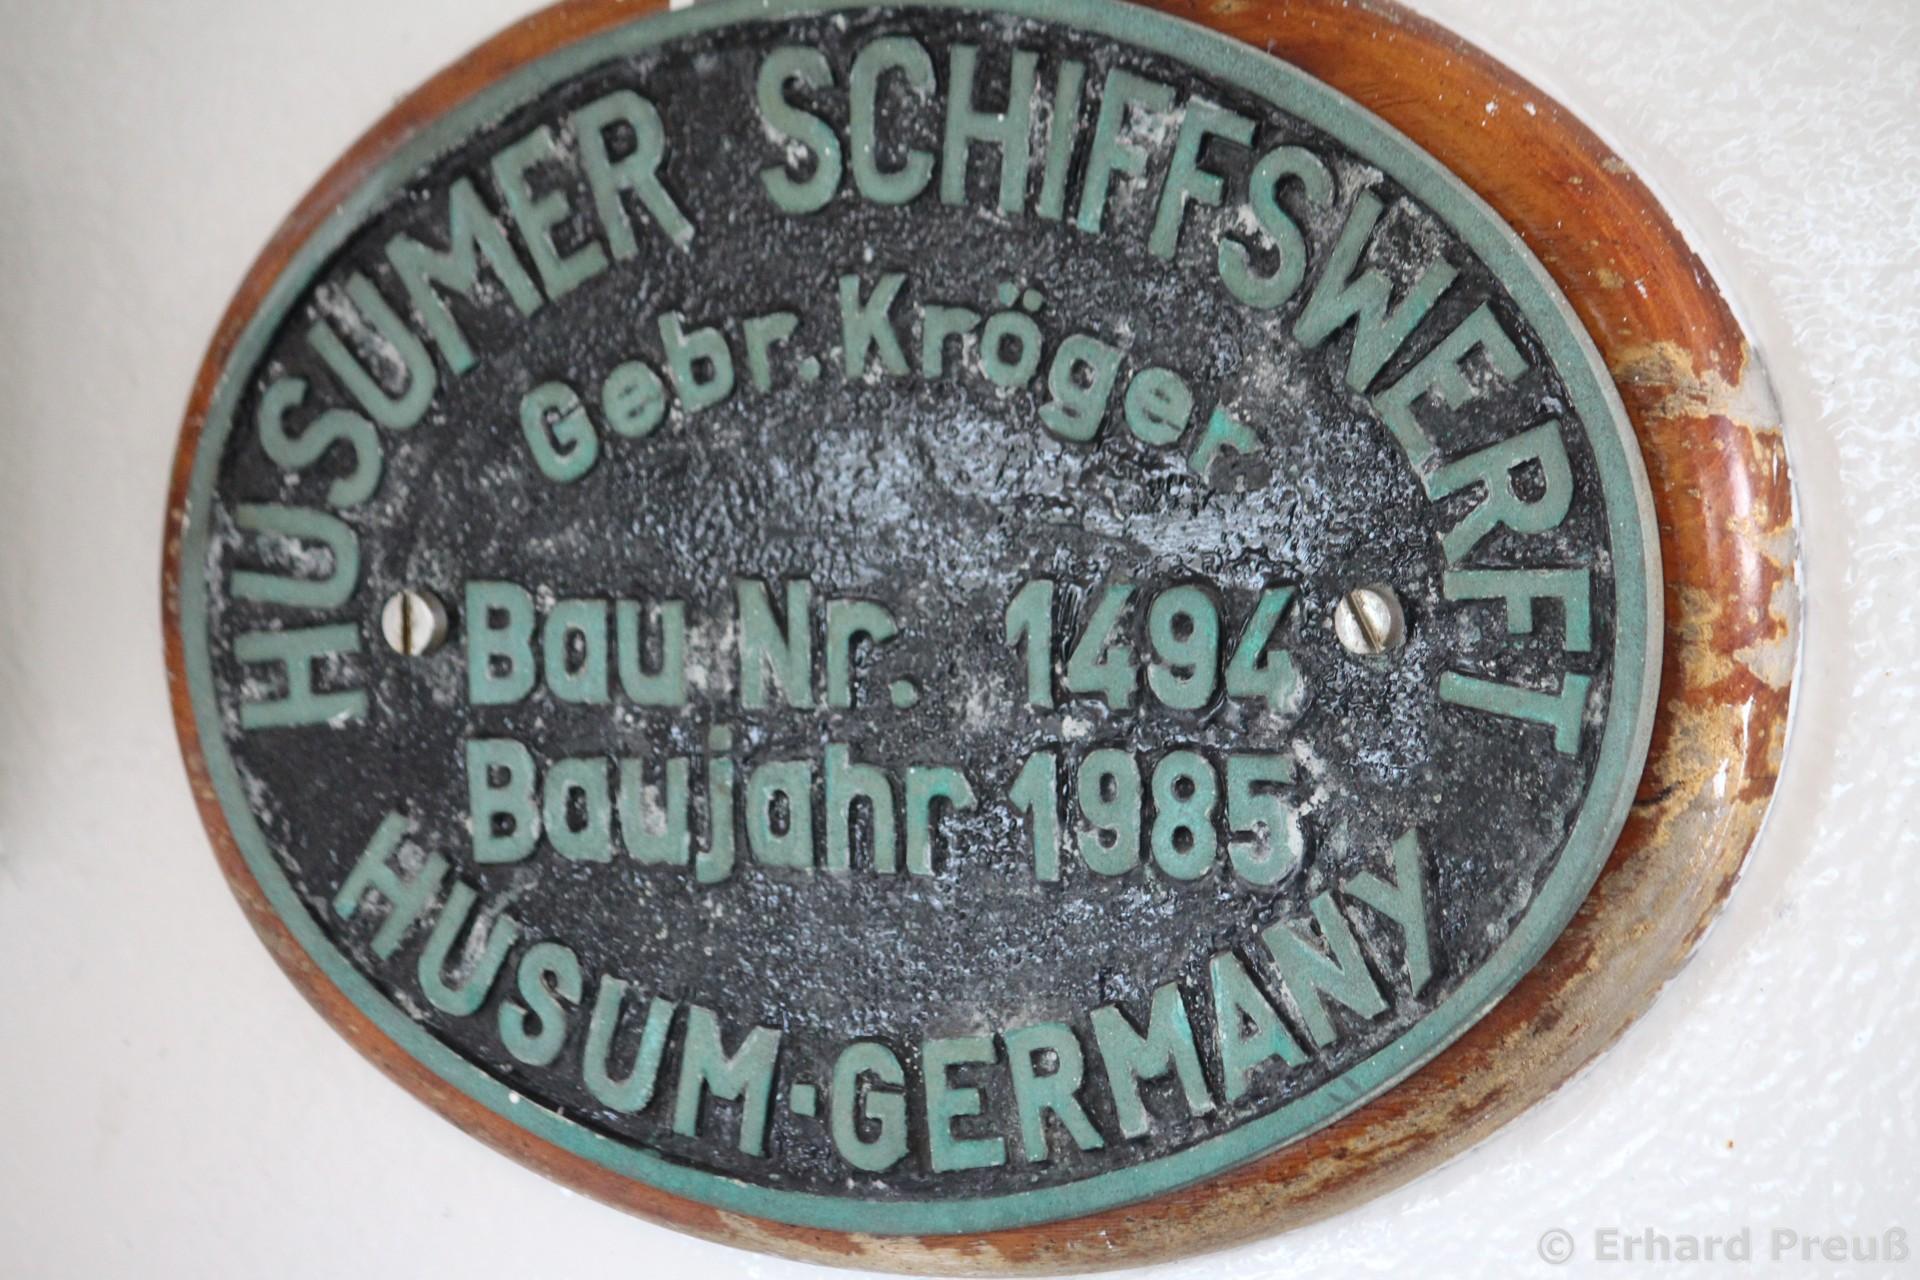 HUSUMER SCHIFFSWERFT
Gebr. Kröger
Bau Nr. 1494
Baujahr 1985
HUSUM·GERMANY
© Erhard Preuß